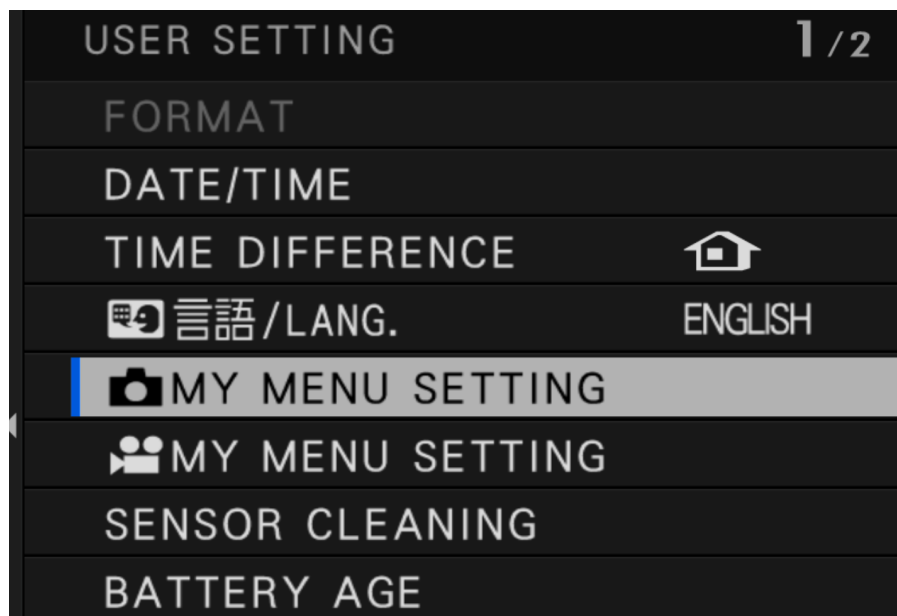 USER SETTING 1/2
FORMAT
DATE/TIME
TIME DIFFERENCE
言語/LANG. ENGLISH
MY MENU SETTING
MY MENU SETTING
SENSOR CLEANING
BATTERY AGE